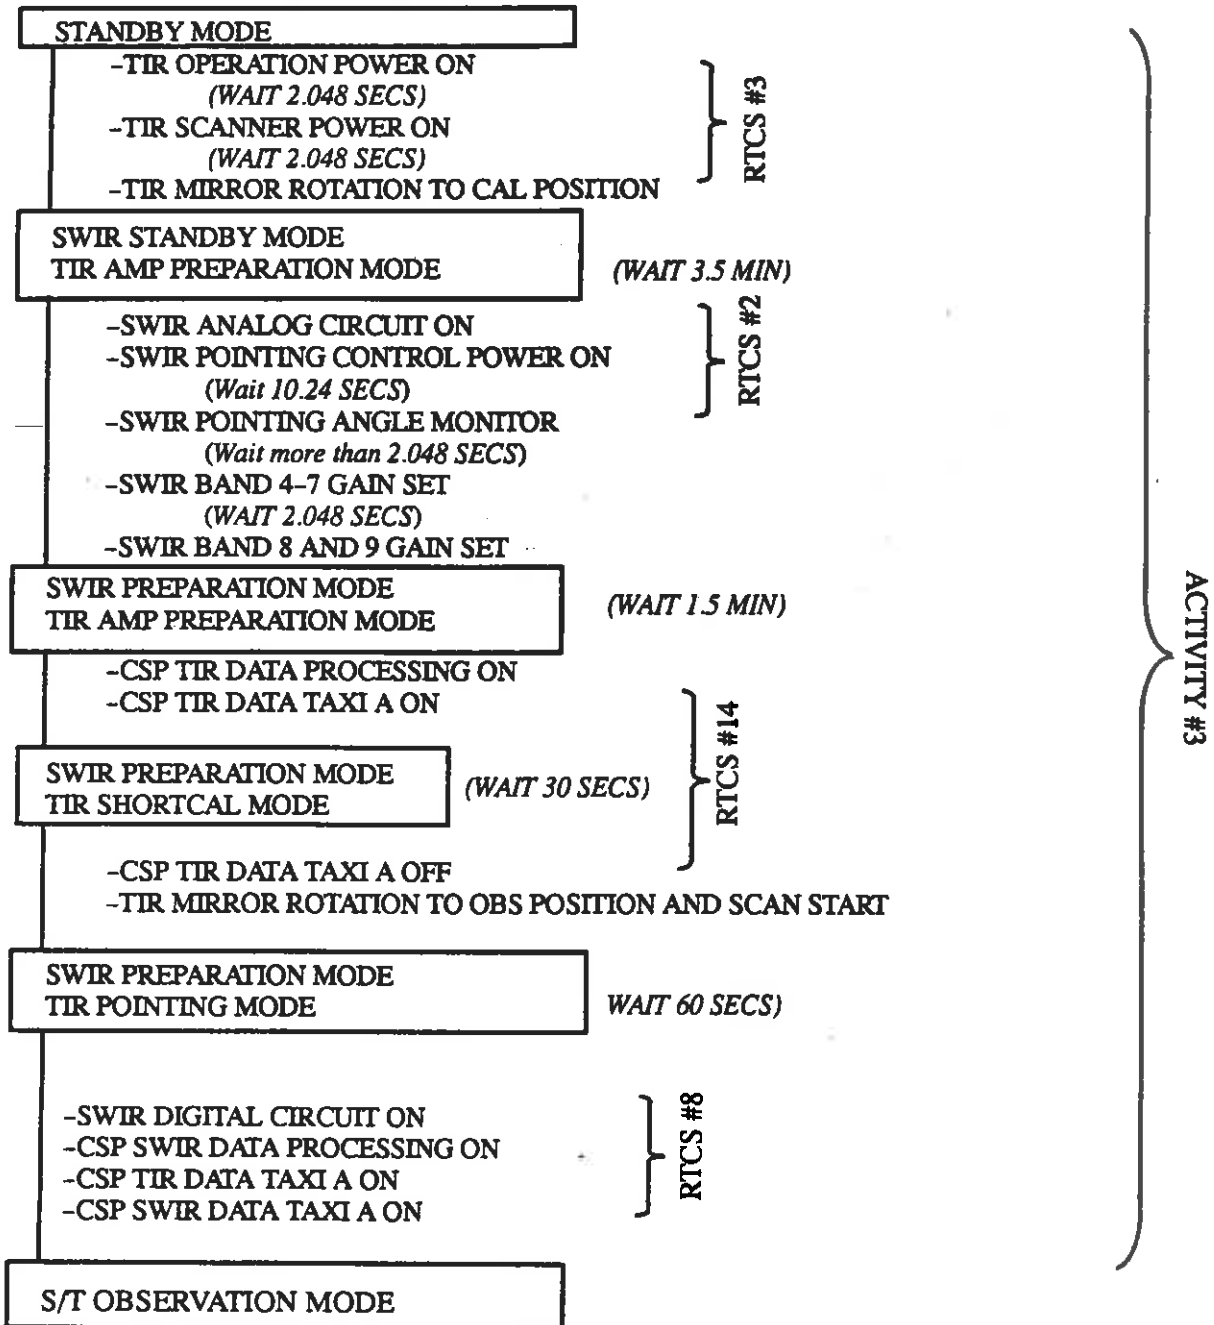 STANDBY MODE
-TIR OPERATION POWER ON
(WAIT 2.048 SECS)
-TIR SCANNER POWER ON
(WAIT 2.048 SECS)
-TIR MIRROR ROTATION TO CAL POSITION
RTCS #3
SWIR STANDBY MODE
TIR AMP PREPARATION MODE
(WAIT 3.5 MIN)
-SWIR ANALOG CIRCUIT ON
-SWIR POINTING CONTROL POWER ON
(Wait 10.24 SECS)
-SWIR POINTING ANGLE MONITOR
RTCS #2
(Wait more than 2.048 SECS)
-SWIR BAND 4-7 GAIN SET
(WAIT 2.048 SECS)
-SWIR BAND 8 AND 9 GAIN SET
SWIR PREPARATION MODE
TIR AMP PREPARATION MODE
(WAIT 1.5 MIN)
-CSP TIR DATA PROCESSING ON
-CSP TIR DATA TAXI A ON
SWIR PREPARATION MODE
TIR SHORTCAL MODE
(WAIT 30 SECS)
RTCS #14
-CSP TIR DATA TAXI A OFF
-TIR MIRROR ROTATION TO OBS POSITION AND SCAN START
SWIR PREPARATION MODE
TIR POINTING MODE
WAIT 60 SECS)
-SWIR DIGITAL CIRCUIT ON
-CSP SWIR DATA PROCESSING ON
-CSP TIR DATA TAXI A ON
-CSP SWIR DATA TAXI A ON
RTCS #8
S/T OBSERVATION MODE
ACTIVITY #3